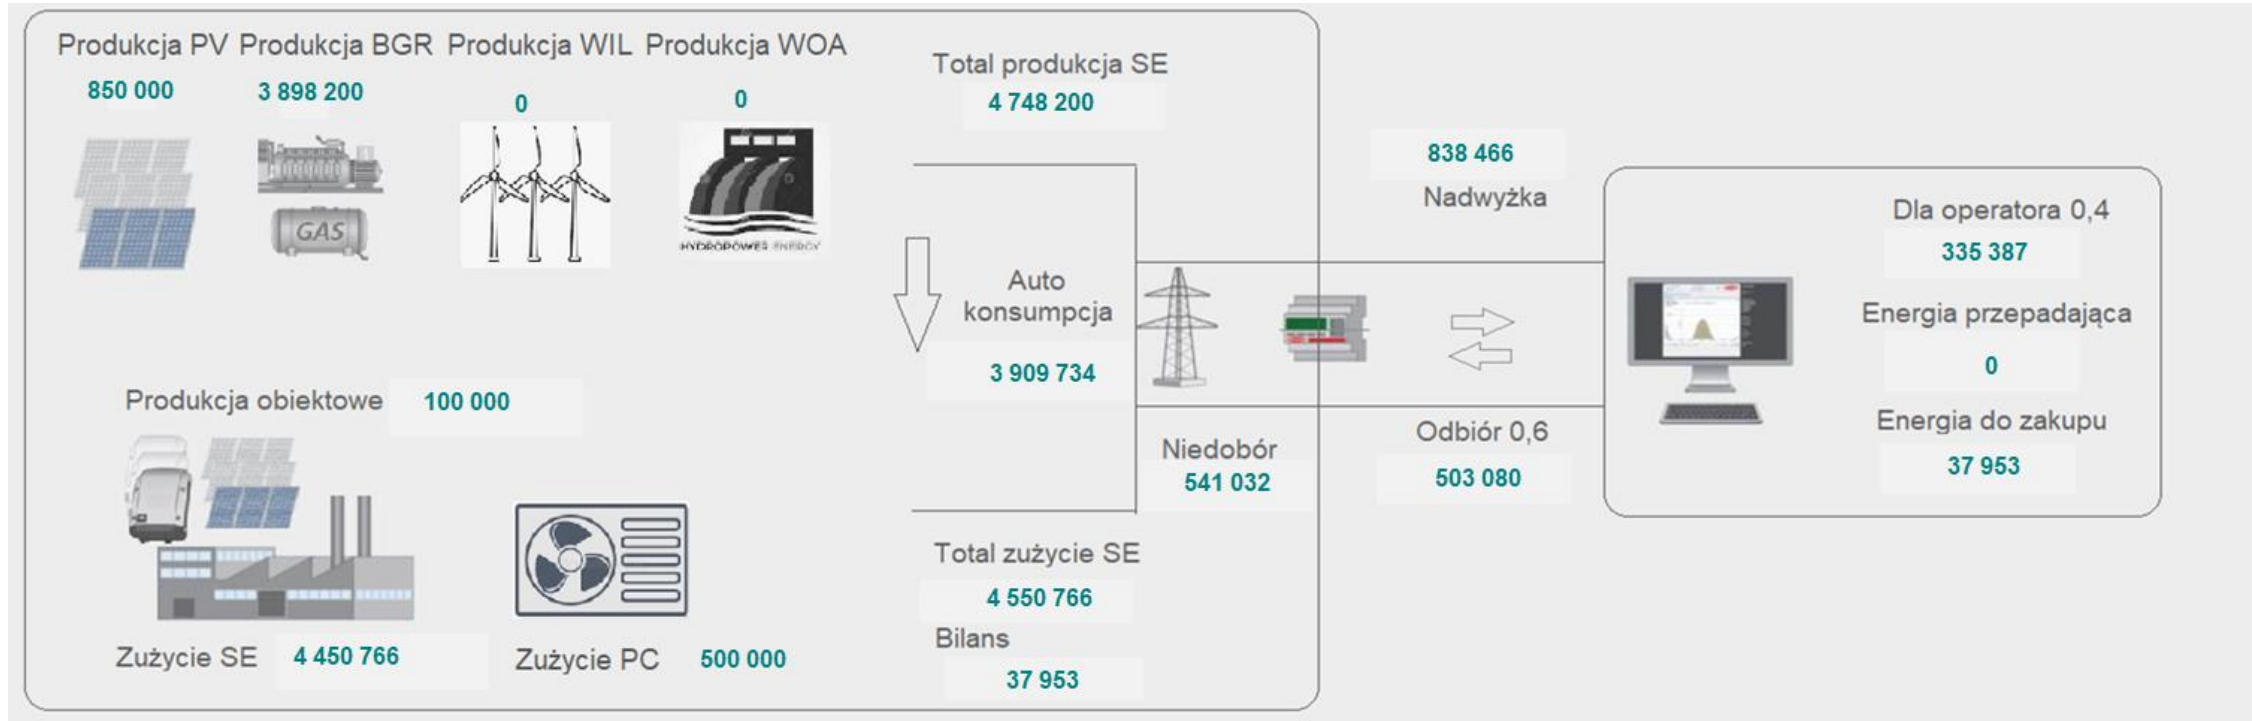 Produkcja PV Produkcja BGR Produkcja WIL Produkcja WOA
850 000 3 898 200 0 0
Total produkcja SE
4 748 200
GAS
HYDROPOWER ENERGY
838 466
Nadwyżka
Dla operatora 0,4
335 387
Auto
konsumpcja
3 909 734
Energia przepadająca
0
Produkcja obiektowe 100 000
Niedobór
541 032
Odbiór 0,6
503 080
Energia do zakupu
37 953
Total zużycie SE
4 550 766
Bilans
37 953
Zużycie SE 4 450 766
Zużycie PC 500 000